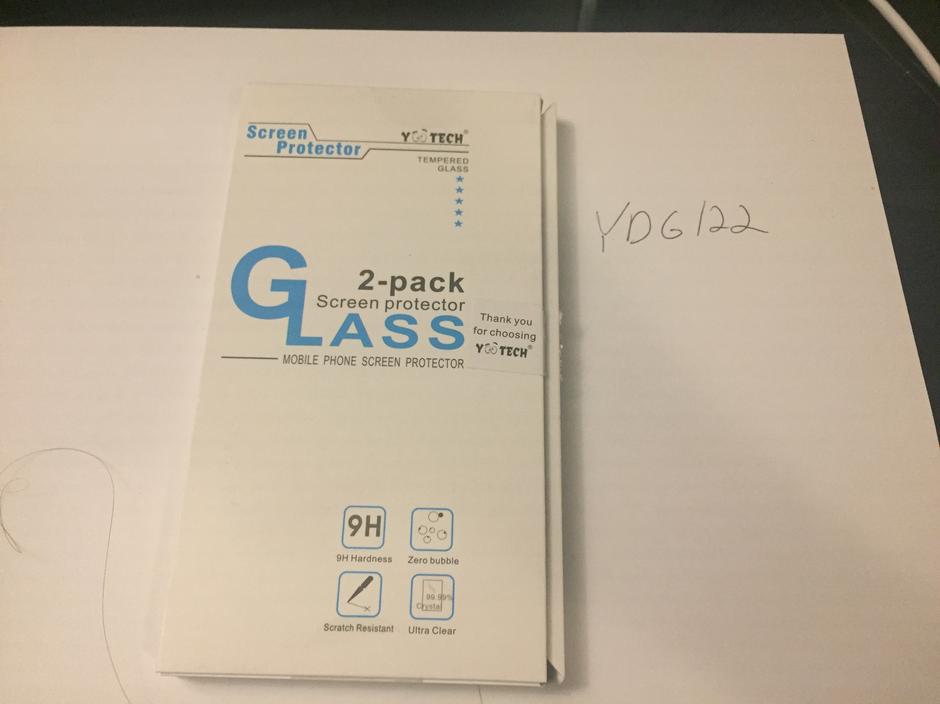 Screen
Protector
YOOTECH®
TEMPERED
GLASS
2-pack
Screen protector
GLASS
MOBILE PHONE SCREEN PROTECTOR
Thank you
for choosing
YOOTECH®
YDG122
9H
9H Hardness
Zero bubble
Scratch Resistant
99.99%
Crystal
Ultra Clear